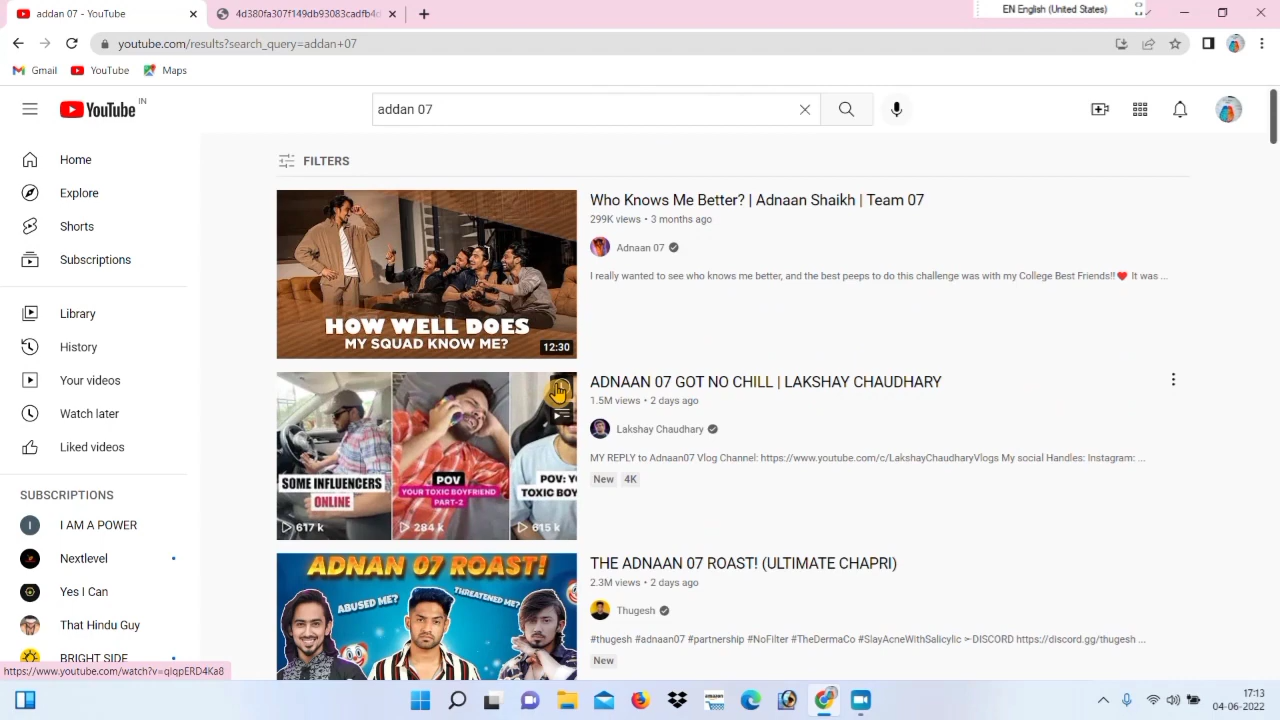 addan 07 - YouTube
4d380fa307f149db93083cadfb4d
EN English (United States)
youtube.com/results?search_query=addan+07
Gmail
YouTube
Maps
YouTube IN
addan 07
Home
Explore
Shorts
Subscriptions
Library
History
Your videos
Watch later
Liked videos
SUBSCRIPTIONS
I I AM A POWER
Nextlevel
Yes I Can
That Hindu Guy
BRIGHT SIDE
FILTERS
HOW WELL DOES
MY SQUAD KNOW ME?
12:30
Who Knows Me Better? | Adnaan Shaikh | Team 07
299K views • 3 months ago
Adnaan 07
I really wanted to see who knows me better, and the best peeps to do this challenge was with my College Best Friends!!❤️ It was ...
SOME INFLUENCERS
ONLINE
617 k
POV
YOUR TOXIC BOYFRIEND
PART-2
284 k
POV: Y
TOXIC BOY
615 k
ADNAAN 07 GOT NO CHILL | LAKSHAY CHAUDHARY
1.5M views • 2 days ago
Lakshay Chaudhary
MY REPLY to Adnaan07 Vlog Channel: https://www.youtube.com/c/LakshayChaudharyVlogs My social Handles: Instagram: ...
New 4K
ADNAN 07 ROAST!
ABUSED ME?
THREATENED ME?
THE ADNAAN 07 ROAST! (ULTIMATE CHAPRI)
2.3M views • 2 days ago
Thugesh
#thugesh #adnaan07 #partnership #NoFilter #TheDermaCo #SlayAcneWithSalicylic ➢DISCORD https://discord.gg/thugesh ...
New
https://www.youtube.com/watch?v=qIqpERD4Ka8
17:13
04-06-2022